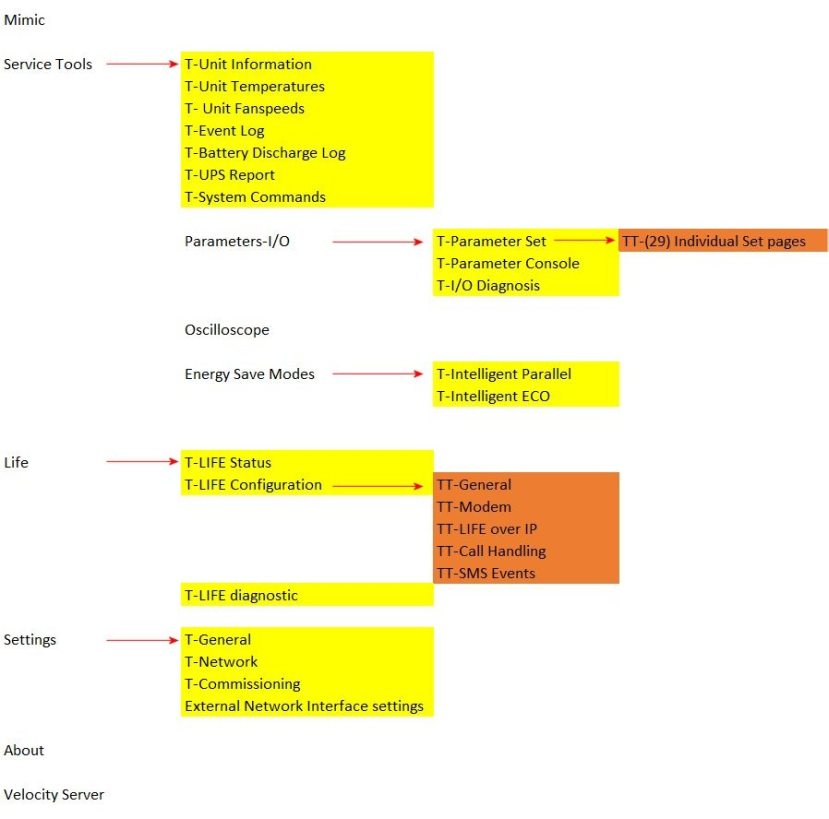 Mimic
Service Tools
T-Unit Information
T-Unit Temperatures
T- Unit Fanspeeds
T-Event Log
T-Battery Discharge Log
T-UPS Report
T-System Commands
Parameters-I/O
T-Parameter Set
TT-(29) Individual Set pages
T-Parameter Console
T-I/O Diagnosis
Oscilloscope
Energy Save Modes
T-Intelligent Parallel
T-Intelligent ECO
Life
T-LIFE Status
T-LIFE Configuration
TT-General
TT-Modem
TT-LIFE over IP
TT-Call Handling
TT-SMS Events
T-LIFE diagnostic
Settings
T-General
T-Network
T-Commissioning
External Network Interface settings
About
Velocity Server